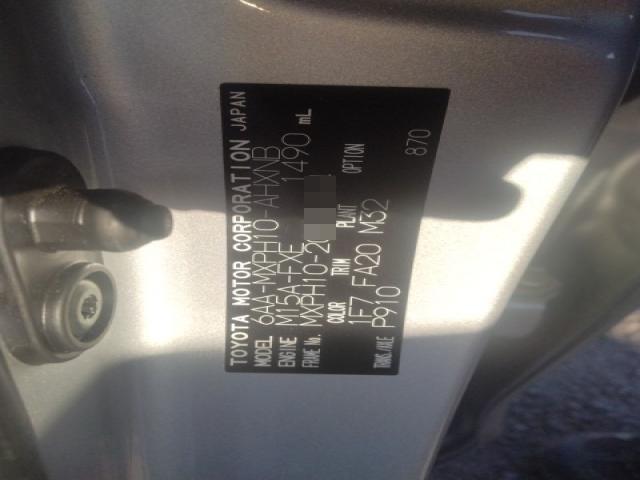 TOYOTA MOTOR CORPORATION JAPAN
MODEL 6AA-MXPH10-AHXNB
ENGINE M15A-FXE 1490 mL
FRAME No. MXPH10-20
COLOR TRIM PLANT OPTION
1F7 FA20 M32
TRANS./AXLE P910 870